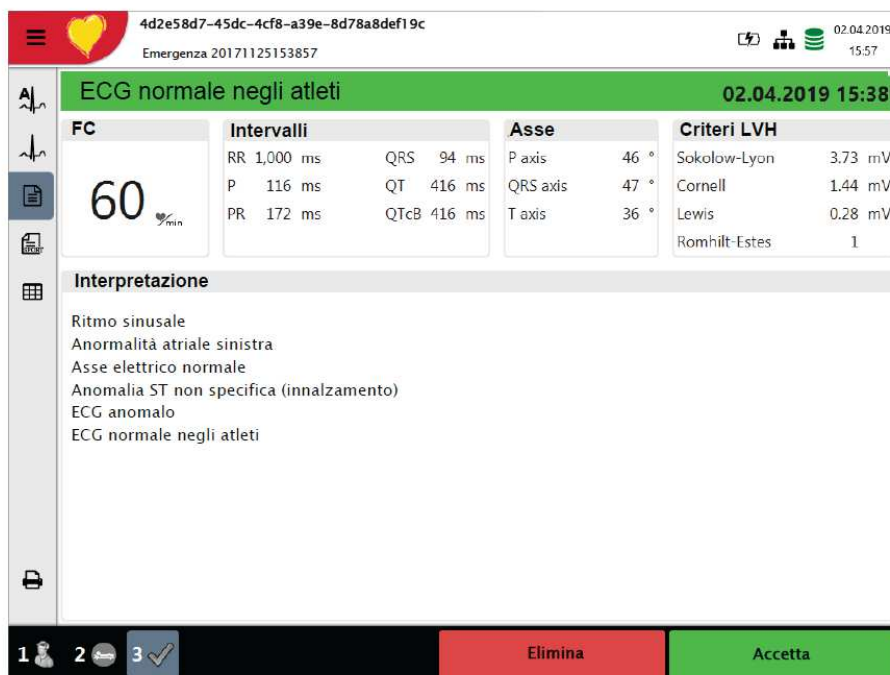 4d2e58d7-45dc-4cf8-a39e-8d78a8def19c
Emergenza 20171125153857
02.04.2019
15:57
ECG normale negli atleti 02.04.2019 15:38
FC
60 /min
Intervalli
RR 1,000 ms QRS 94 ms
P 116 ms QT 416 ms
PR 172 ms QTcB 416 ms
Asse
P axis 46 °
QRS axis 47 °
T axis 36 °
Criteri LVH
Sokolow-Lyon 3.73 mV
Cornell 1.44 mV
Lewis 0.28 mV
Romhilt-Estes 1
Interpretazione
Ritmo sinusale
Anormalità atriale sinistra
Asse elettrico normale
Anomalia ST non specifica (innalzamento)
ECG anomalo
ECG normale negli atleti
A
SPORT
1 2 3 Elimina Accetta